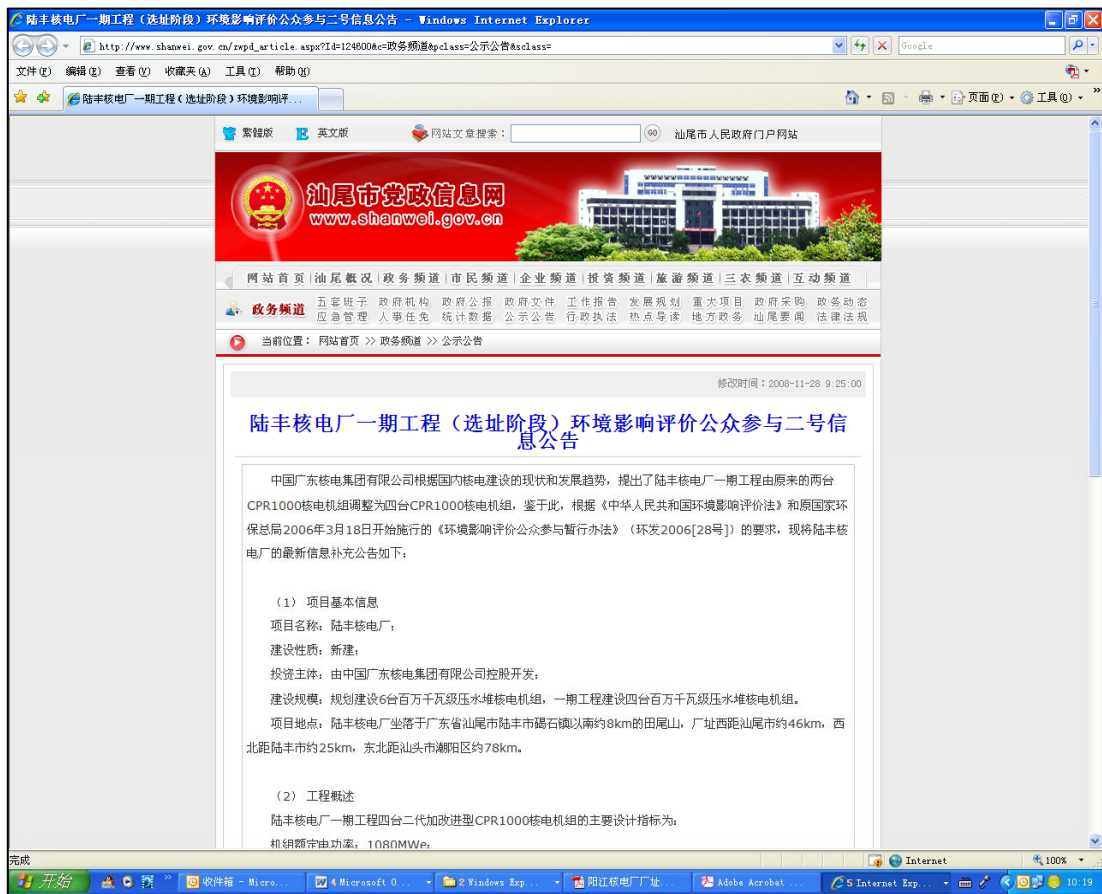 陆丰核电厂一期工程（选址阶段）环境影响评价公众参与二号信息公告 - Windows Internet Explorer
http://www.shanwei.gov.cn/zwpd_article.aspx?Id=124600&c=政务频道&pclass=公示公告&sclass=
Google
文件(F) 编辑(E) 查看(V) 收藏夹(A) 工具(T) 帮助(H)
陆丰核电厂一期工程(选址阶段)环境影响评...
页面(P) 工具(O)
繁體版 英文版 网站文章搜索： GO 汕尾市人民政府门户网站
汕尾市党政信息网
www.shanwei.gov.cn
网站首页|汕尾概况|政务频道|市民频道|企业频道|投资频道|旅游频道|三农频道|互动频道
政务频道
五套班子 政府机构 政府公报 政府文件 工作报告 发展规划 重大项目 政府采购 政务动态
应急管理 人事任免 统计数据 公示公告 行政执法 热点导读 地方政务 汕尾要闻 法律法规
当前位置： 网站首页 >> 政务频道 >> 公示公告
修改时间：2008-11-28 9:25:00
陆丰核电厂一期工程（选址阶段）环境影响评价公众参与二号信
息公告
中国广东核电集团有限公司根据国内核电建设的现状和发展趋势，提出了陆丰核电厂一期工程由原来的两台
CPR1000核电机组调整为四台CPR1000核电机组，鉴于此，根据《中华人民共和国环境影响评价法》和原国家环
保总局2006年3月18日开始施行的《环境影响评价公众参与暂行办法》（环发2006[28号]）的要求，现将陆丰核
电厂的最新信息补充公告如下：
（1） 项目基本信息
项目名称：陆丰核电厂；
建设性质：新建；
投资主体：由中国广东核电集团有限公司控股开发；
建设规模：规划建设6台百万千瓦级压水堆核电机组，一期工程建设四台百万千瓦级压水堆核电机组。
项目地点：陆丰核电厂坐落于广东省汕尾市陆丰市碣石镇以南约8km的田尾山，厂址西距汕尾市约46km，西
北距陆丰市约25km，东北距汕头市潮阳区约78km。
（2） 工程概述
陆丰核电厂一期工程四台二代加改进型CPR1000核电机组的主要设计指标为：
机组额定电功率：1080MWe；
完成 Internet 100%
开始 收件箱 - Micro... 4 Microsoft O... 2 Windows Exp... 阳江核电厂厂址... Adobe Acrobat ... 5 Internet Exp... 10:19